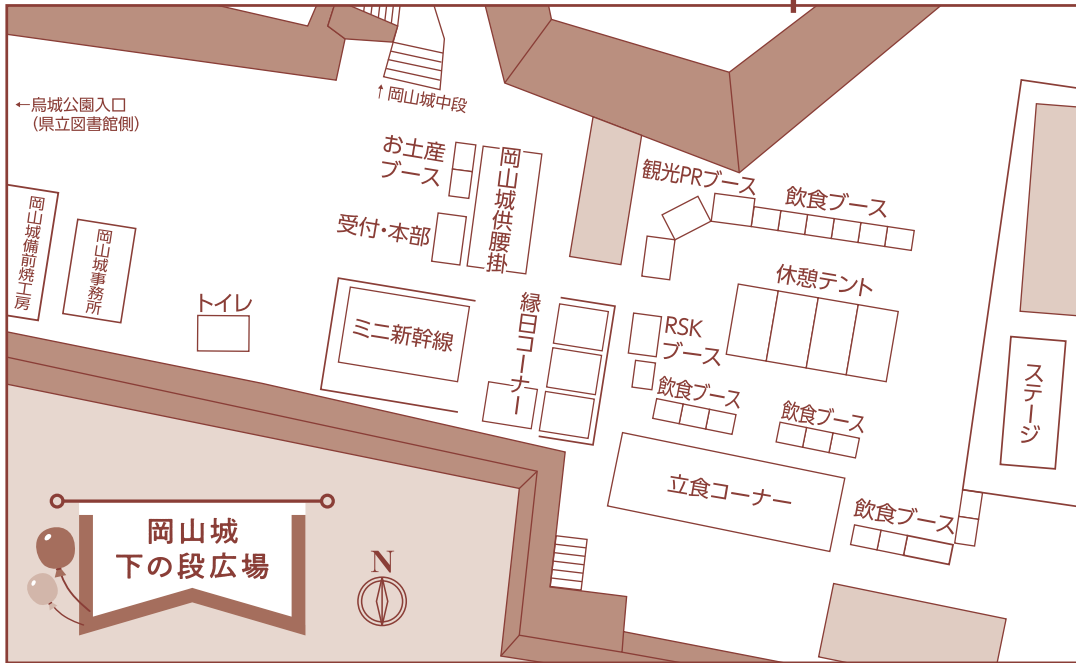 ←烏城公園入口
（県立図書館側）
↑岡山城中段
お土産
ブース
岡山城供腰掛
受付・本部
観光PRブース
飲食ブース
岡山城備前焼工房
岡山城事務所
トイレ
ミニ新幹線
縁日コーナー
休憩テント
RSK
ブース
飲食ブース
飲食ブース
ステージ
立食コーナー
飲食ブース
岡山城
下の段広場
N